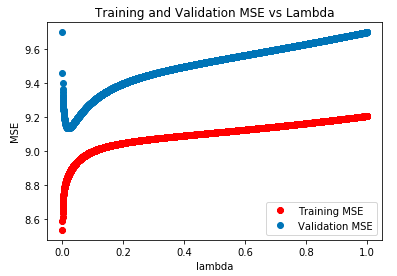 Training and Validation MSE vs Lambda
MSE
9.6
9.4
9.2
9.0
8.8
8.6
0.0 0.2 0.4 0.6 0.8 1.0
lambda
Training MSE
Validation MSE